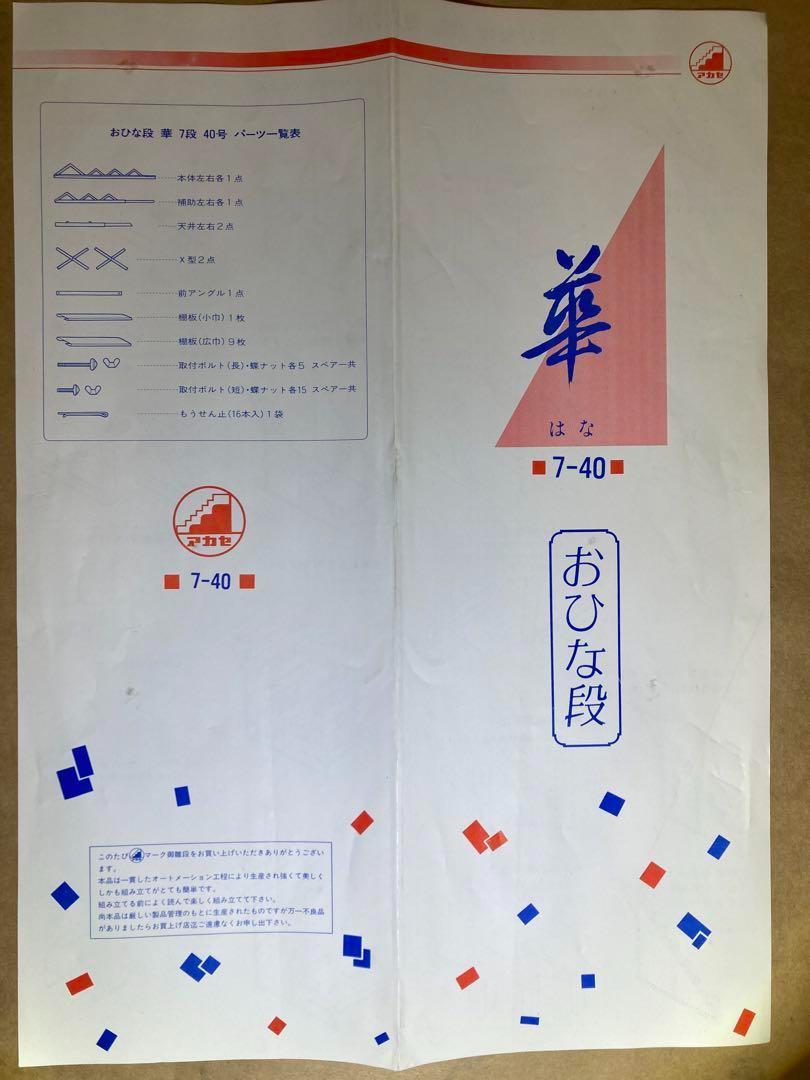 おひな段 華 7段 40号 パーツ一覧表
本体左右各1点
補助左右各1点
天井左右2点
X型2点
前アングル1点
棚板(小巾)1枚
棚板(広巾)9枚
取付ボルト(長)・蝶ナット各5 スペアー共
取付ボルト(短)・蝶ナット各15 スペアー共
もうせん止(16本入)1袋
アカセ
7-40
このたびマーク御雛段をお買い上げいただきありがとうござい
ます。
本品は一貫したオートメーション工程により生産され強くて美しく
しかも組み立てがとても簡単です。
組み立てる前によく読んで楽しく組み立てて下さい。
尚本品は厳しい製品管理のもとに生産されたものですが万一不良品
がありましたらお買上げ店迄ご遠慮なくお申し出下さい。
アカセ
華
はな
7-40
おひな段